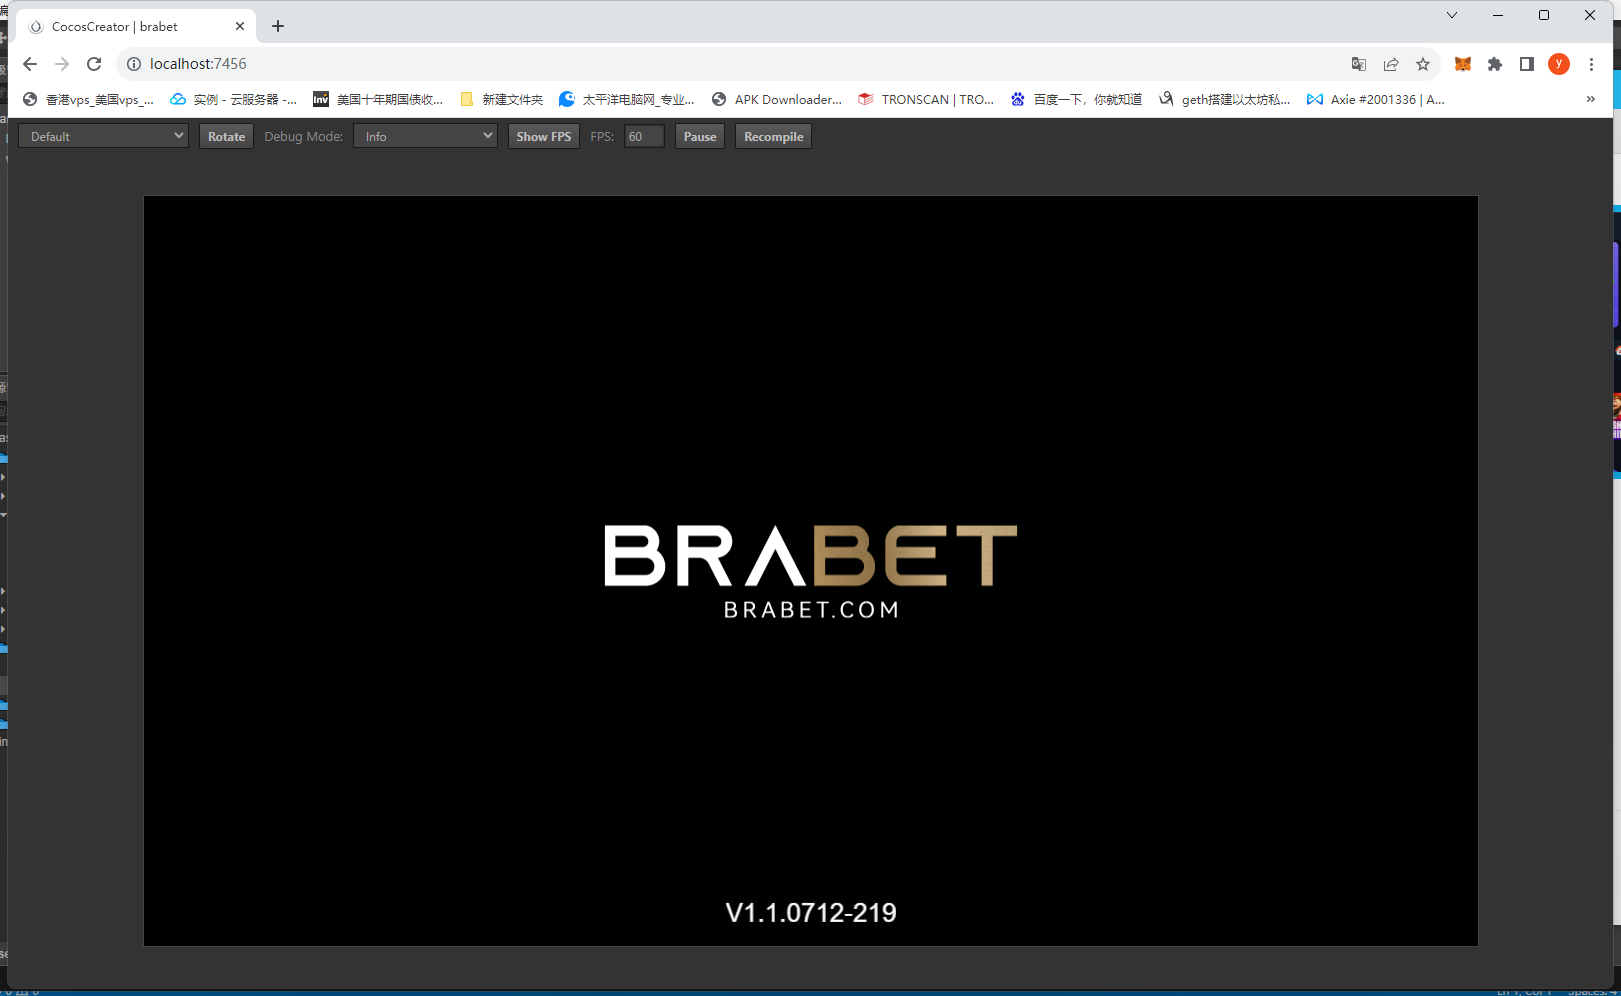 CocosCreator | brabet
localhost:7456
香港vps_美国vps_...
实例 - 云服务器 -...
inv
美国十年期国债收...
新建文件夹
太平洋电脑网_专业...
APK Downloader...
TRONSCAN | TRO...
百度一下，你就知道
geth搭建以太坊私...
Axie #2001336 | A...
»
y
Default
Rotate
Debug Mode:
Info
Show FPS
FPS:
60
Pause
Recompile
BRABET
BRABET.COM
V1.1.0712-219